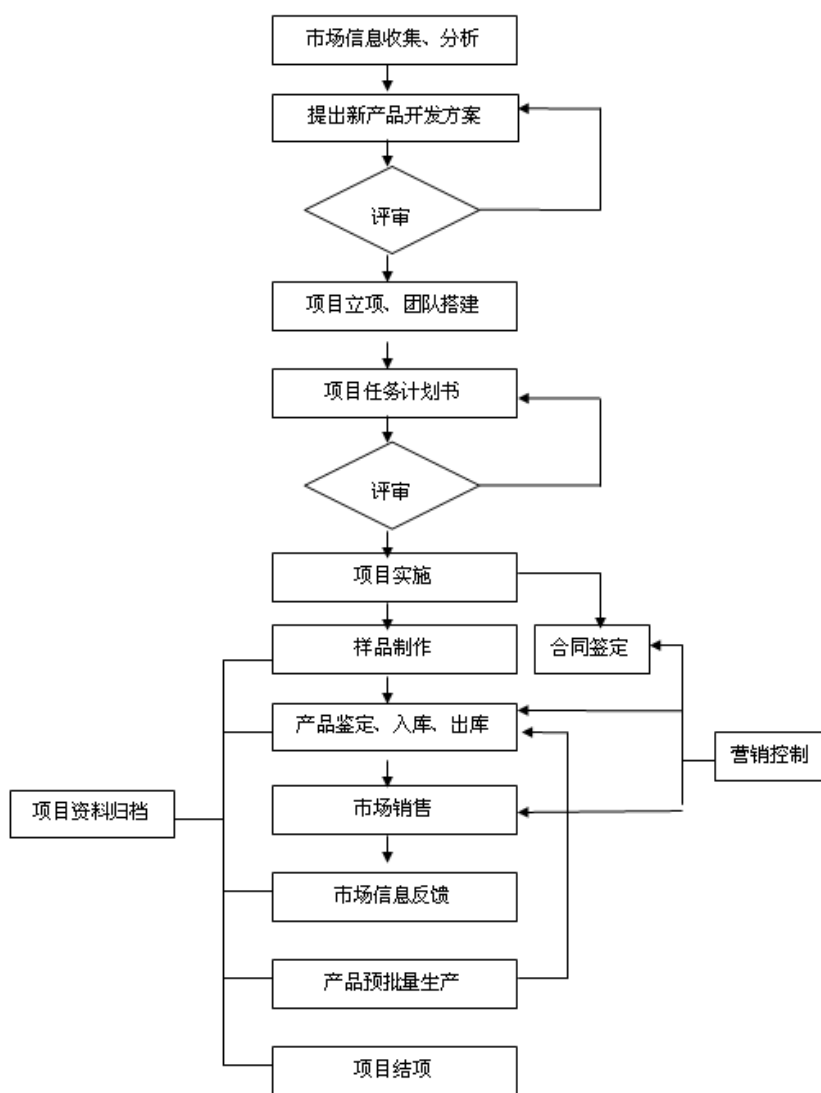 市场信息收集、分析
提出新产品开发方案
评审
项目立项、团队搭建
项目任务计划书
评审
项目实施
样品制作
合同签定
产品鉴定、入库、出库
营销控制
市场销售
项目资料归档
市场信息反馈
产品预批量生产
项目结项